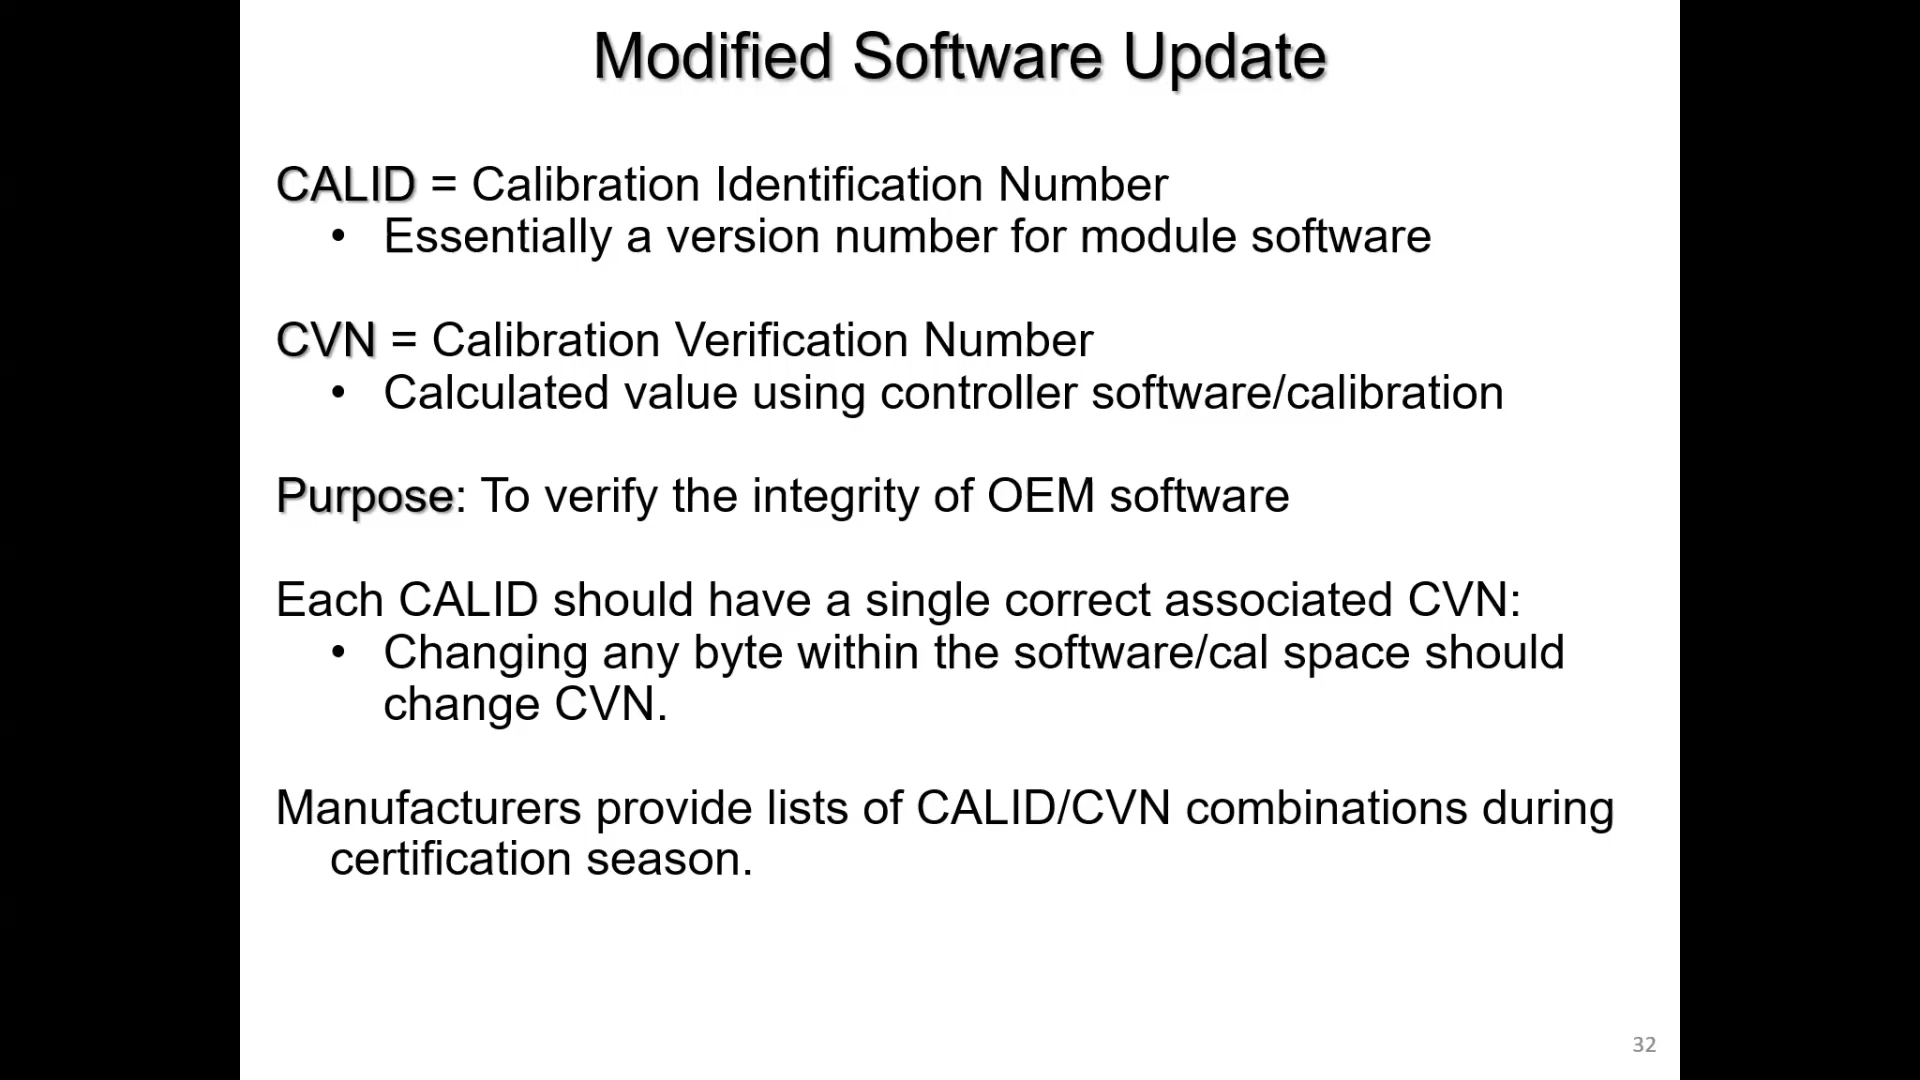 Modified Software Update
CALID = Calibration Identification Number
• Essentially a version number for module software
CVN = Calibration Verification Number
• Calculated value using controller software/calibration
Purpose: To verify the integrity of OEM software
Each CALID should have a single correct associated CVN:
• Changing any byte within the software/cal space should
change CVN.
Manufacturers provide lists of CALID/CVN combinations during
certification season.
32